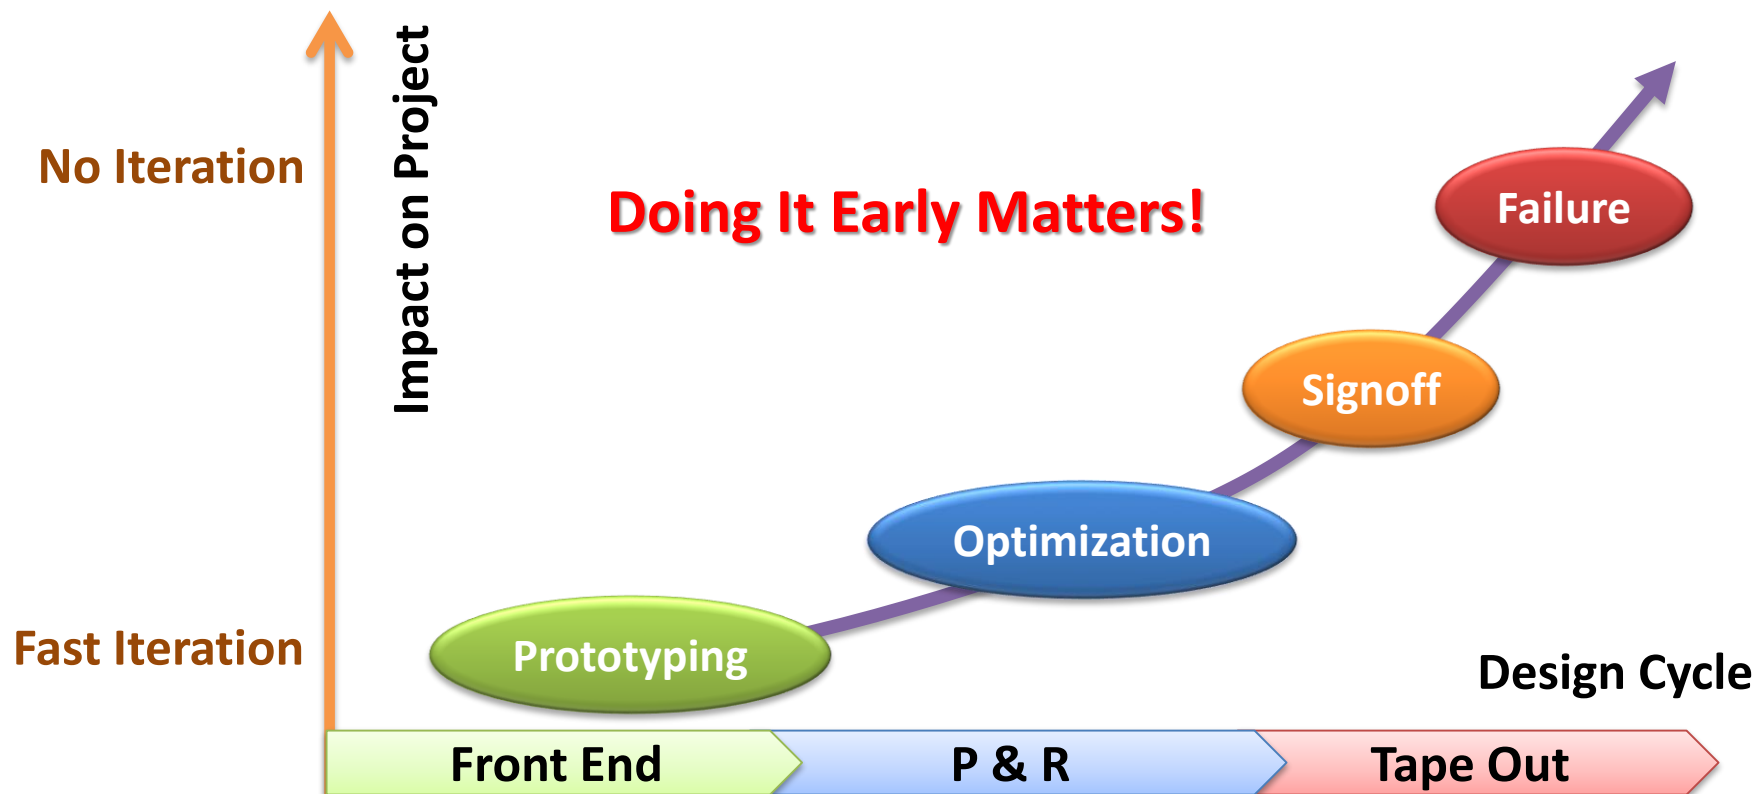 Impact on Project
No Iteration
Doing It Early Matters!
Failure
Signoff
Optimization
Fast Iteration
Prototyping
Design Cycle
Front End
P & R
Tape Out